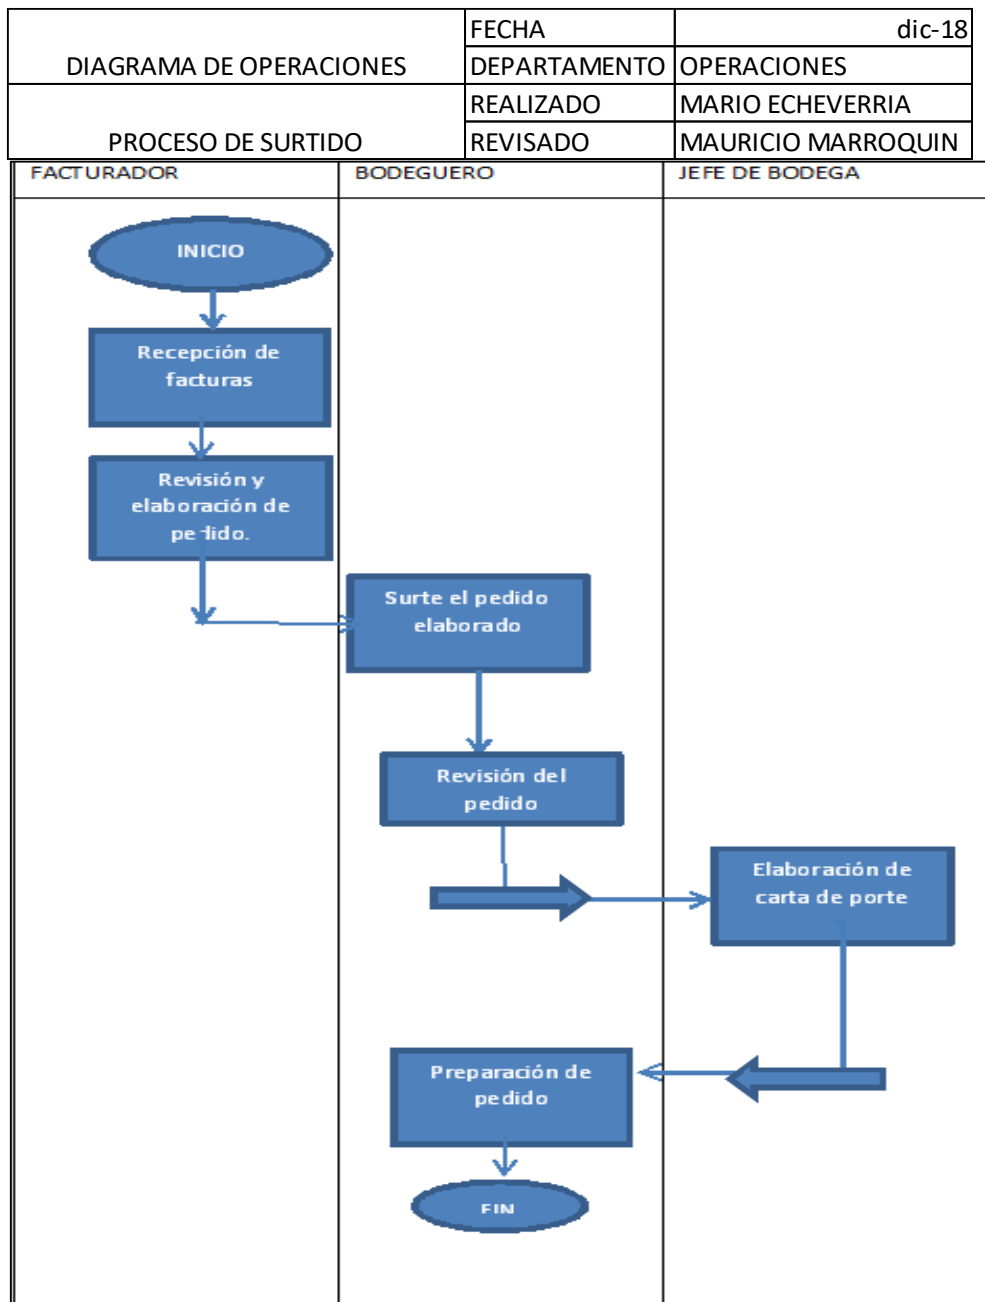 FECHA
dic-18
DIAGRAMA DE OPERACIONES
DEPARTAMENTO
OPERACIONES
REALIZADO
MARIO ECHEVERRIA
PROCESO DE SURTIDO
REVISADO
MAURICIO MARROQUIN
FACTURADOR
BODEGUERO
JEFE DE BODEGA
INICIO
Recepción de
facturas
Revisión y
elaboración de
pedido.
Surte el pedido
elaborado
Revisión del
pedido
Elaboración de
carta de porte
Preparación de
pedido
FIN